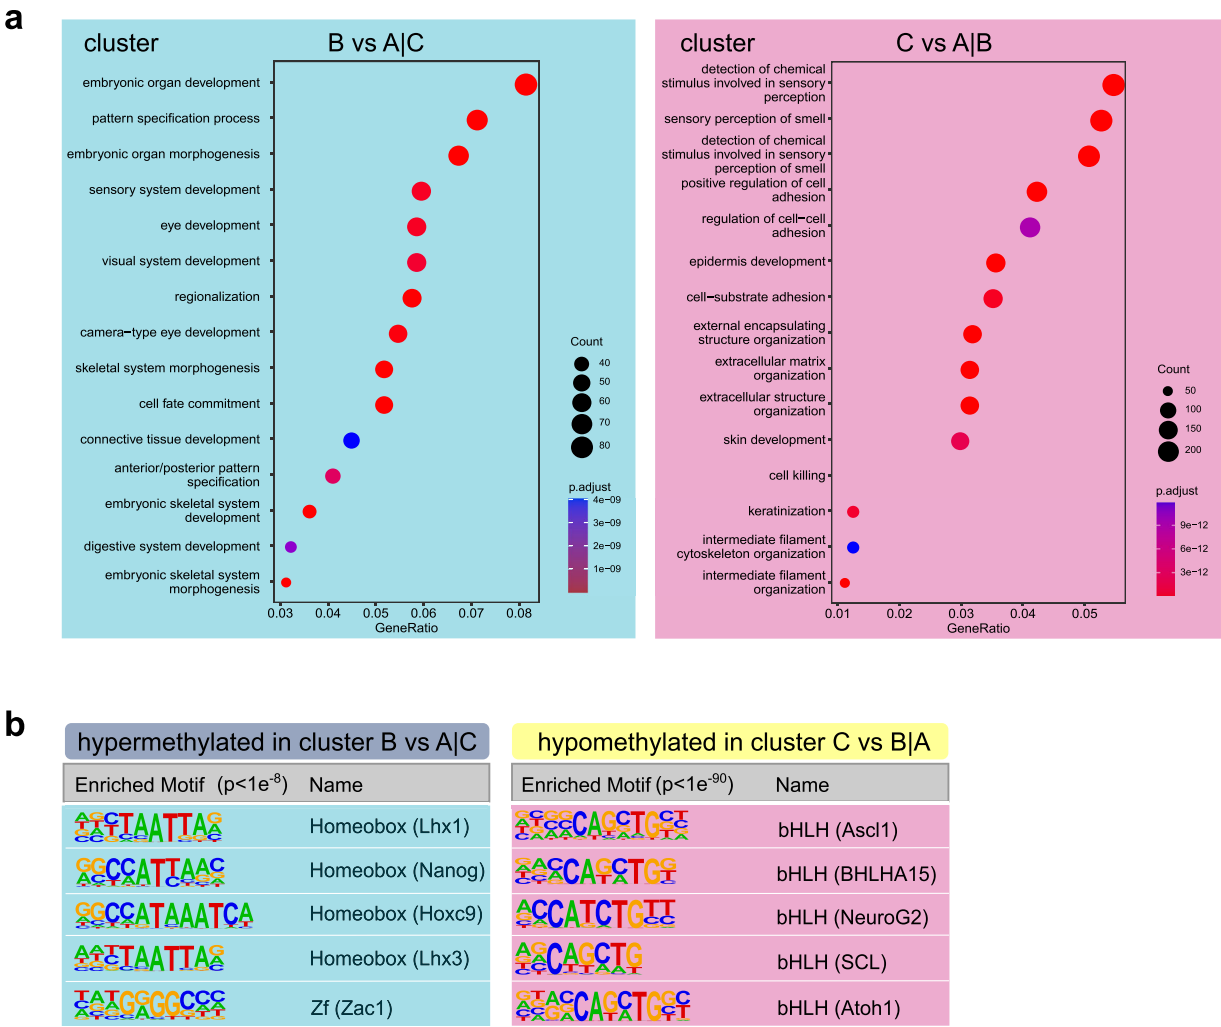 a
cluster B vs A|C
embryonic organ development
pattern specification process
embryonic organ morphogenesis
sensory system development
eye development
visual system development
regionalization
camera−type eye development
skeletal system morphogenesis
cell fate commitment
connective tissue development
anterior/posterior pattern
specification
embryonic skeletal system
development
digestive system development
embryonic skeletal system
morphogenesis
0.03 0.04 0.05 0.06 0.07 0.08
GeneRatio
Count
40
50
60
70
80
p.adjust
4e−09
3e−09
2e−09
1e−09
cluster C vs A|B
detection of chemical
stimulus involved in sensory
perception
sensory perception of smell
detection of chemical
stimulus involved in sensory
perception of smell
positive regulation of cell
adhesion
regulation of cell−cell
adhesion
epidermis development
cell−substrate adhesion
external encapsulating
structure organization
extracellular matrix
organization
extracellular structure
organization
skin development
cell killing
keratinization
intermediate filament
cytoskeleton organization
intermediate filament
organization
0.01 0.02 0.03 0.04 0.05
GeneRatio
Count
50
100
150
200
p.adjust
9e−12
6e−12
3e−12
b
hypermethylated in cluster B vs A|C
Enriched Motif (p<1e-8) Name
Homeobox (Lhx1)
Homeobox (Nanog)
Homeobox (Hoxc9)
Homeobox (Lhx3)
Zf (Zac1)
hypomethylated in cluster C vs B|A
Enriched Motif (p<1e-90) Name
bHLH (Ascl1)
bHLH (BHLHA15)
bHLH (NeuroG2)
bHLH (SCL)
bHLH (Atoh1)